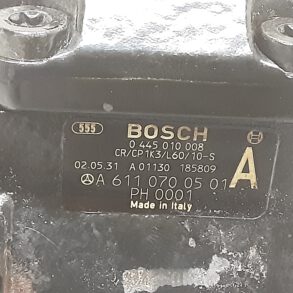 555 BOSCH
0 445 010 008
CR/CP1K3/L60/10-S
02.05.31 A 01130 185809
A 611 070 05 01 A
PH 0001
Made in Italy